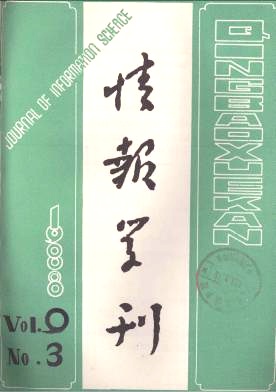 JOURNAL OF INFORMATION SCIENCE
情報学刊
QINGBAOXUEKAN
Vol.9
No.3